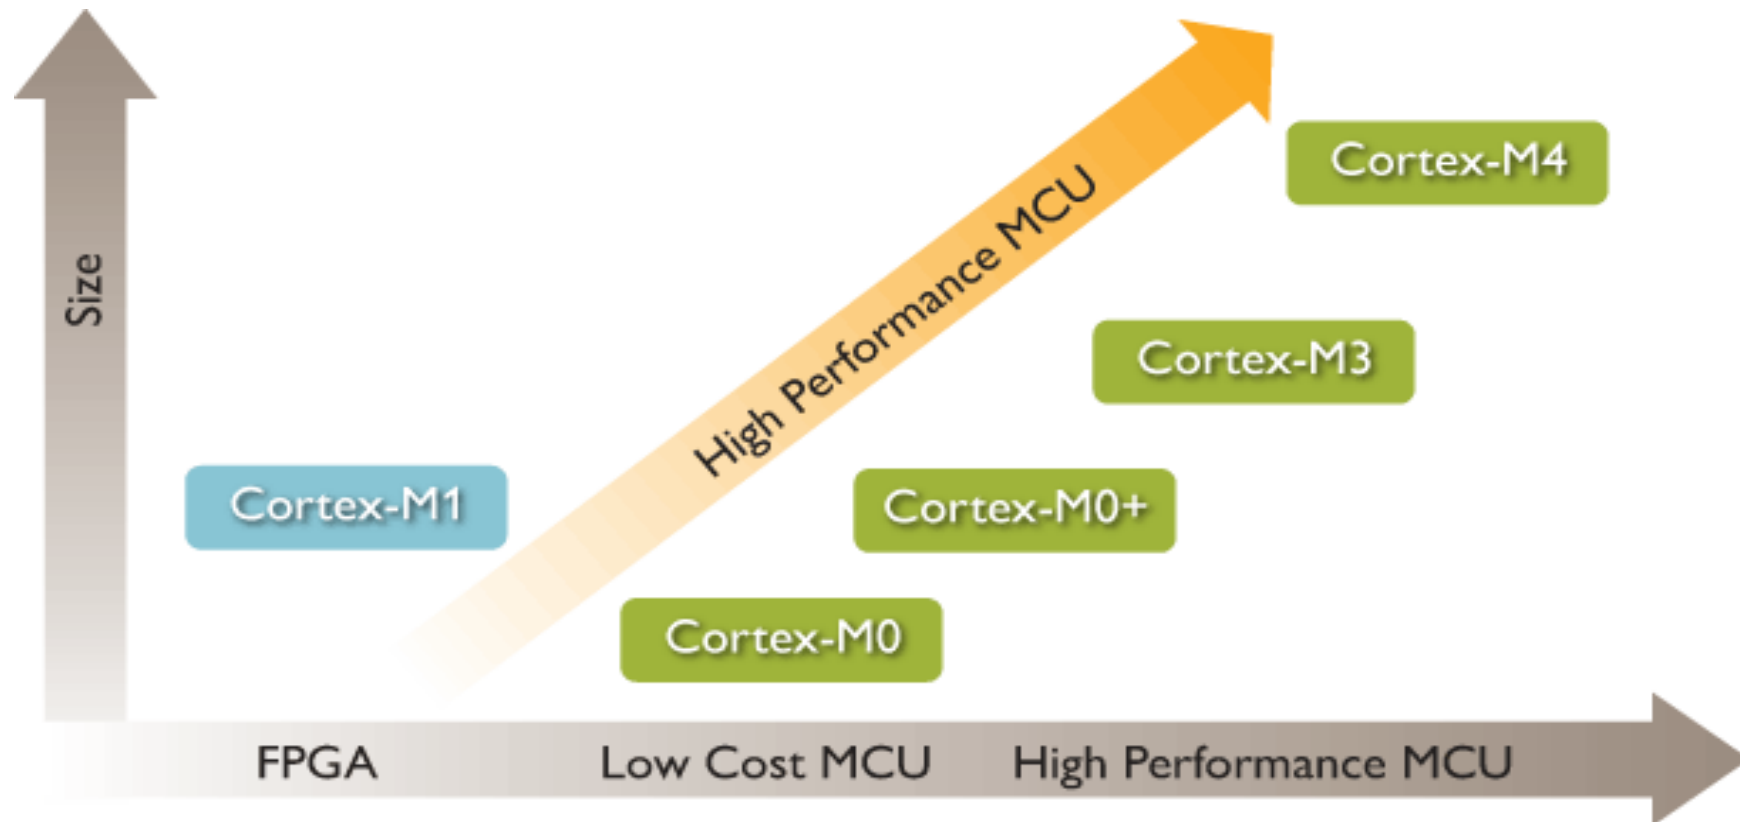 Size
High Performance MCU
Cortex-M4
Cortex-M3
Cortex-M1
Cortex-M0+
Cortex-M0
FPGA
Low Cost MCU
High Performance MCU